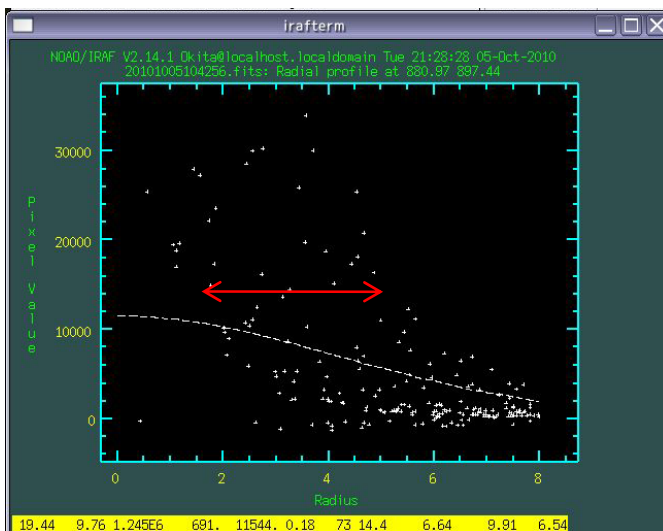 irafterm
NOAO/IRAF V2.14.1 Okita@localhost.localdomain Tue 21:28:28 05-Oct-2010
20101005104256.fits: Radial profile at 880.97 897.44
30000
20000
10000
0
Pixel Value
0 2 4 6 8
Radius
19.44 9.76 1.245E6 691. 11544. 0.18 73 14.4 6.64 9.91 6.54